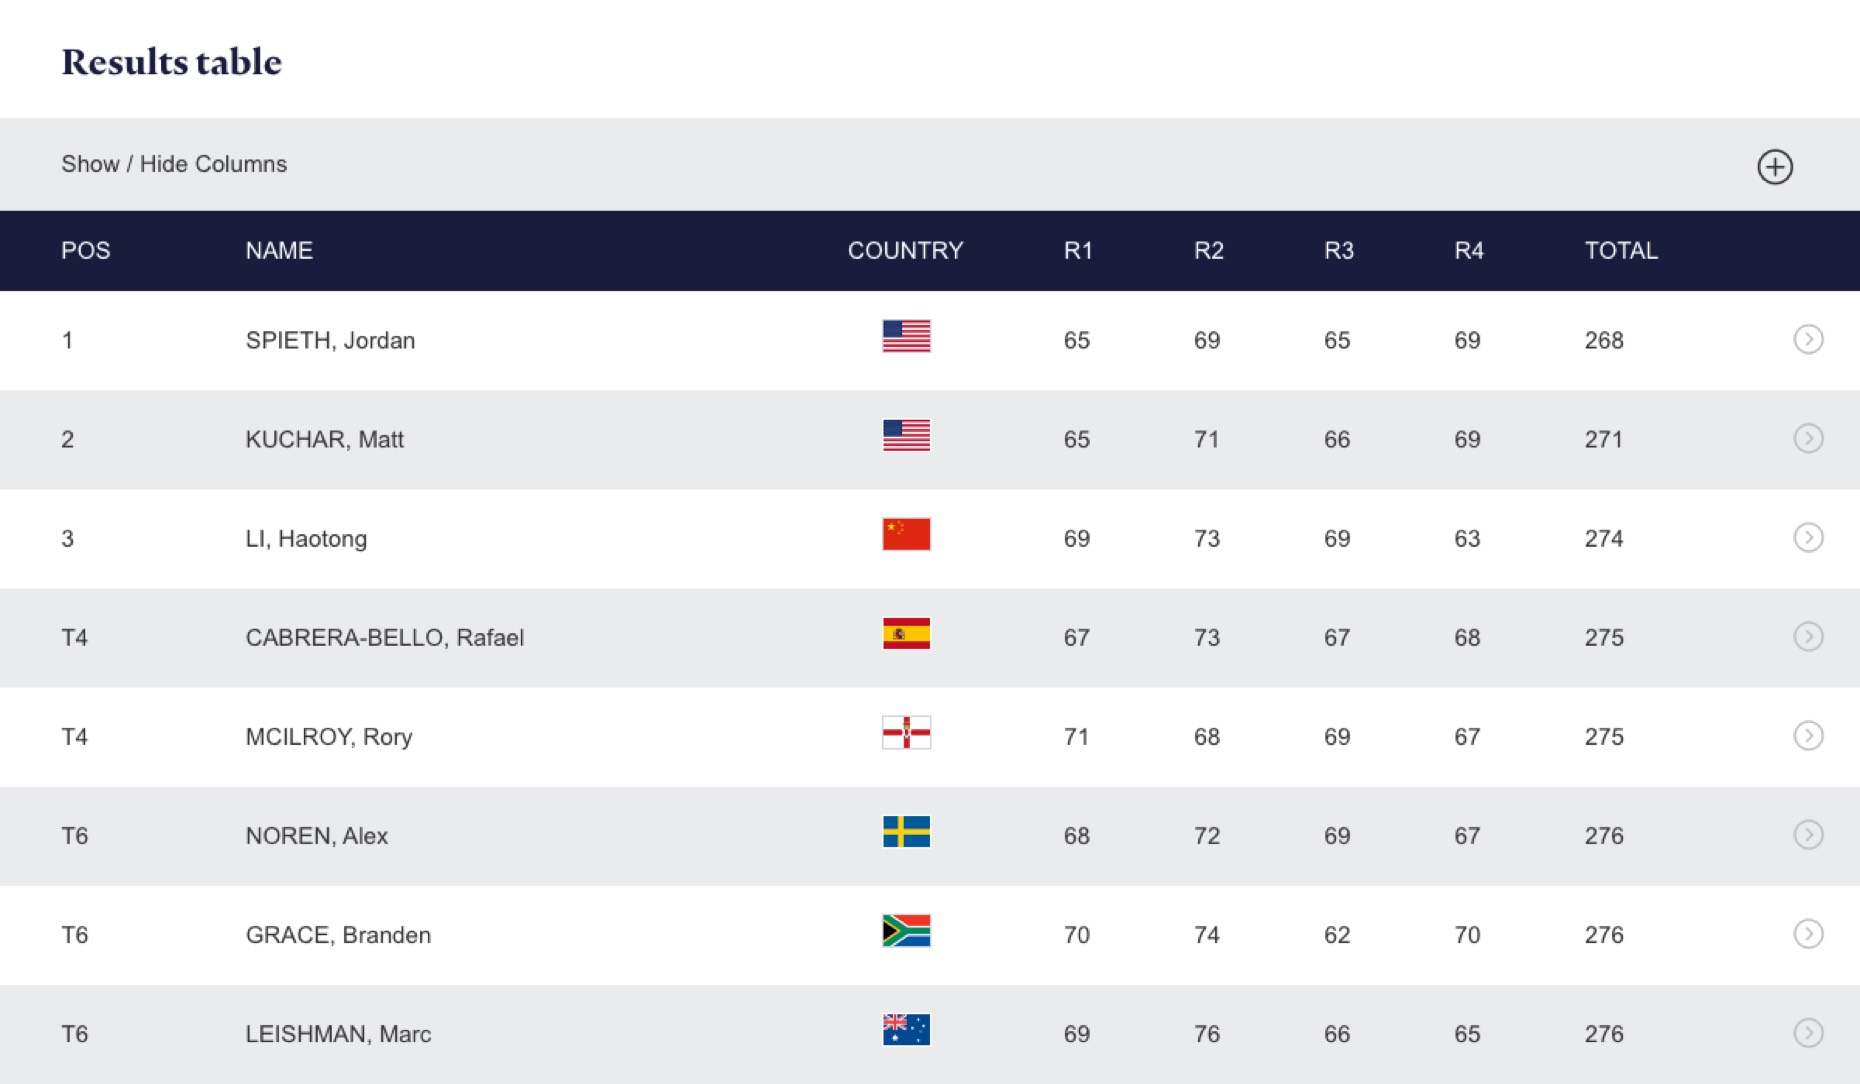 Results table
Show / Hide Columns
POS NAME COUNTRY R1 R2 R3 R4 TOTAL
1 SPIETH, Jordan 65 69 65 69 268
2 KUCHAR, Matt 65 71 66 69 271
3 LI, Haotong 69 73 69 63 274
T4 CABRERA-BELLO, Rafael 67 73 67 68 275
T4 MCILROY, Rory 71 68 69 67 275
T6 NOREN, Alex 68 72 69 67 276
T6 GRACE, Branden 70 74 62 70 276
T6 LEISHMAN, Marc 69 76 66 65 276